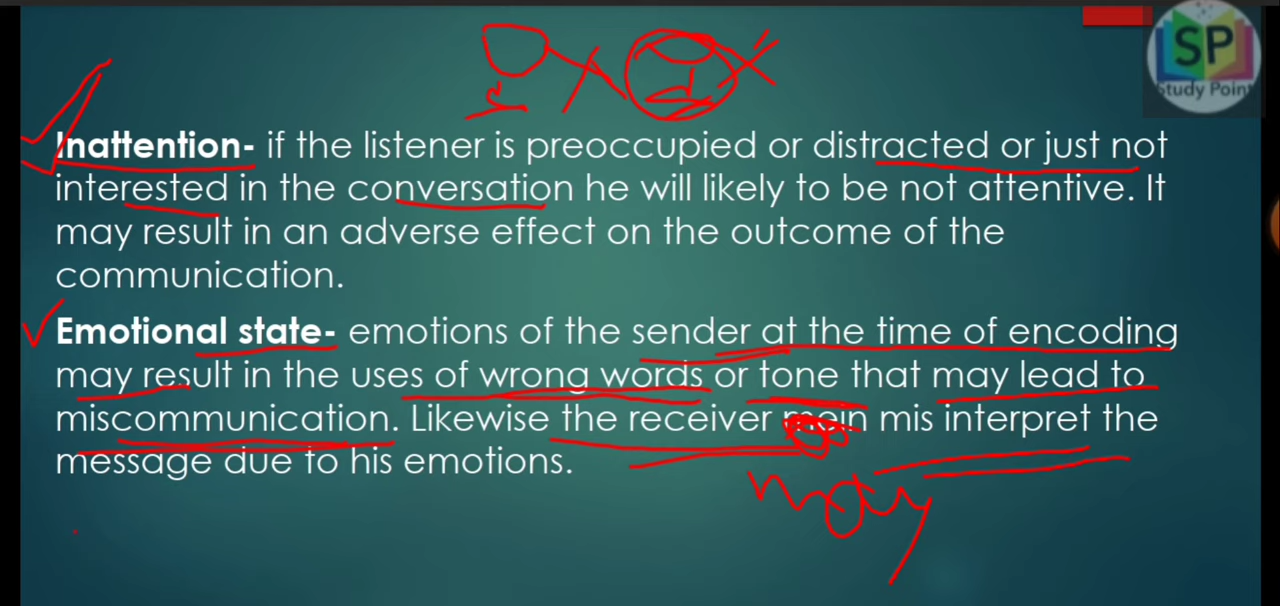 SP
Study Point
Inattention- if the listener is preoccupied or distracted or just not
interested in the conversation he will likely to be not attentive. It
may result in an adverse effect on the outcome of the
communication.
Emotional state- emotions of the sender at the time of encoding
may result in the uses of wrong words or tone that may lead to
miscommunication. Likewise the receiver mein mis interpret the
message due to his emotions.
may